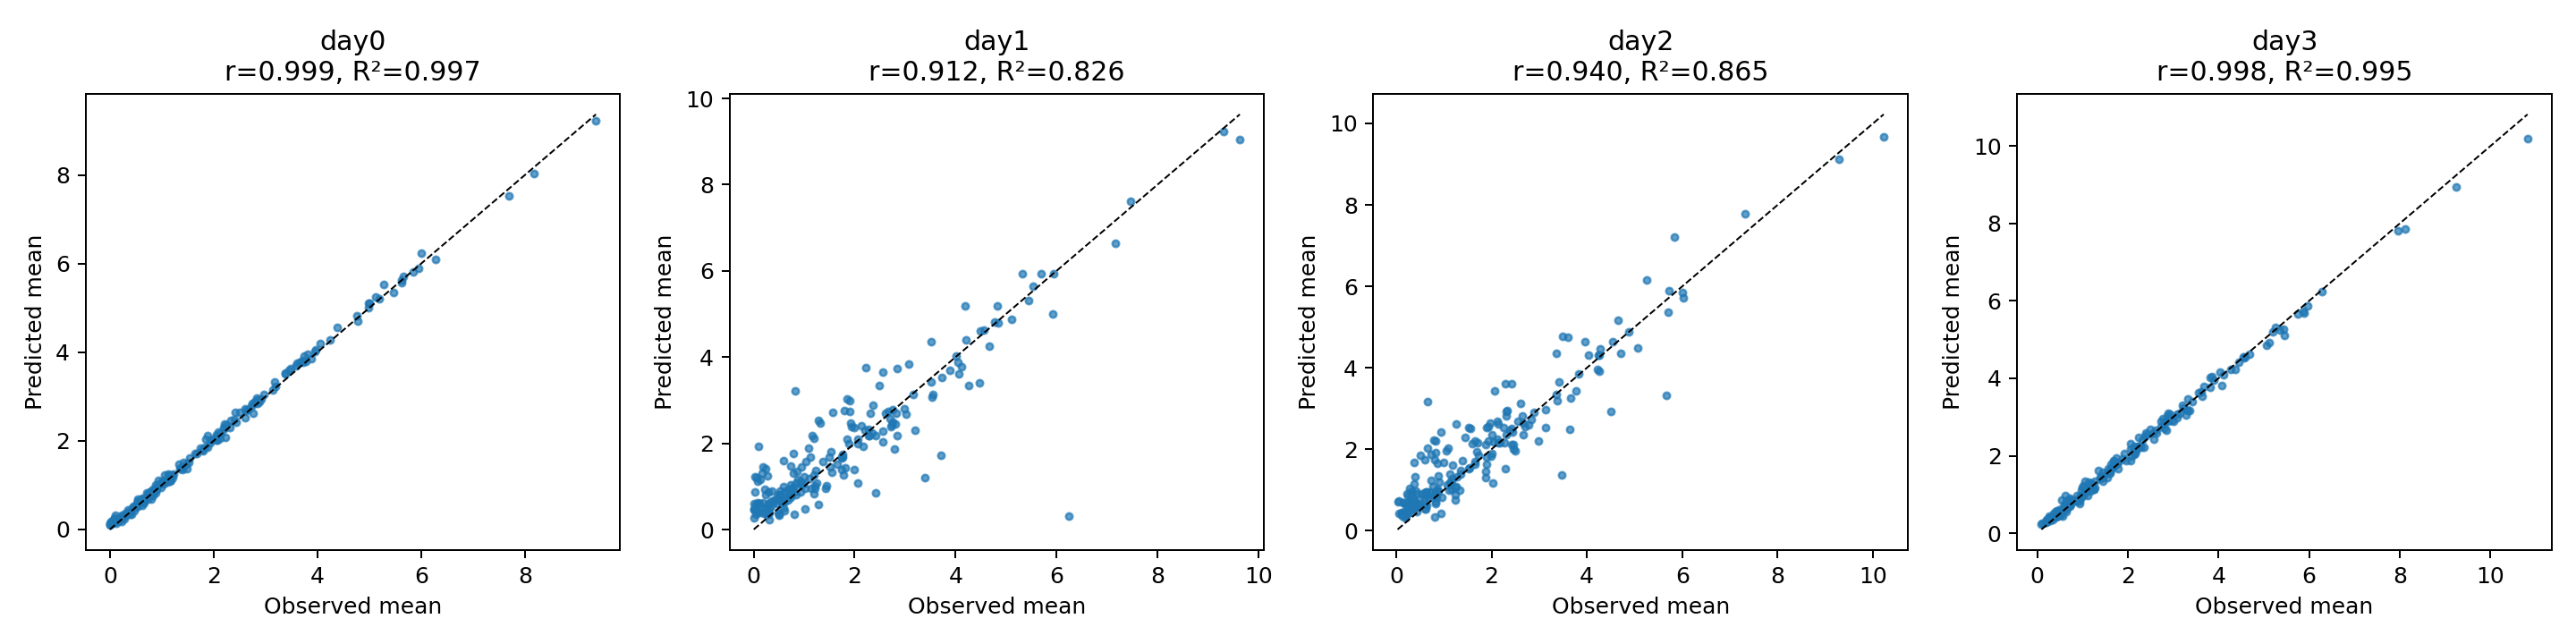 day0
r=0.999, R²=0.997
Predicted mean
8
6
4
2
0
0 2 4 6 8
Observed mean
day1
r=0.912, R²=0.826
Predicted mean
10
8
6
4
2
0
0 2 4 6 8 10
Observed mean
day2
r=0.940, R²=0.865
Predicted mean
10
8
6
4
2
0
0 2 4 6 8 10
Observed mean
day3
r=0.998, R²=0.995
Predicted mean
10
8
6
4
2
0
0 2 4 6 8 10
Observed mean